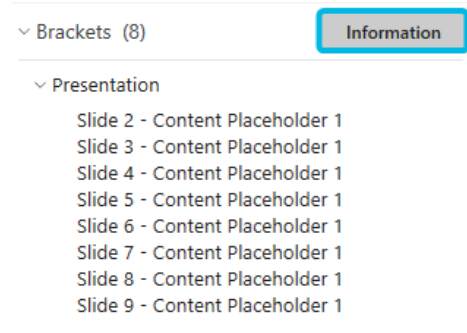 Brackets (8) Information
Presentation
Slide 2 - Content Placeholder 1
Slide 3 - Content Placeholder 1
Slide 4 - Content Placeholder 1
Slide 5 - Content Placeholder 1
Slide 6 - Content Placeholder 1
Slide 7 - Content Placeholder 1
Slide 8 - Content Placeholder 1
Slide 9 - Content Placeholder 1